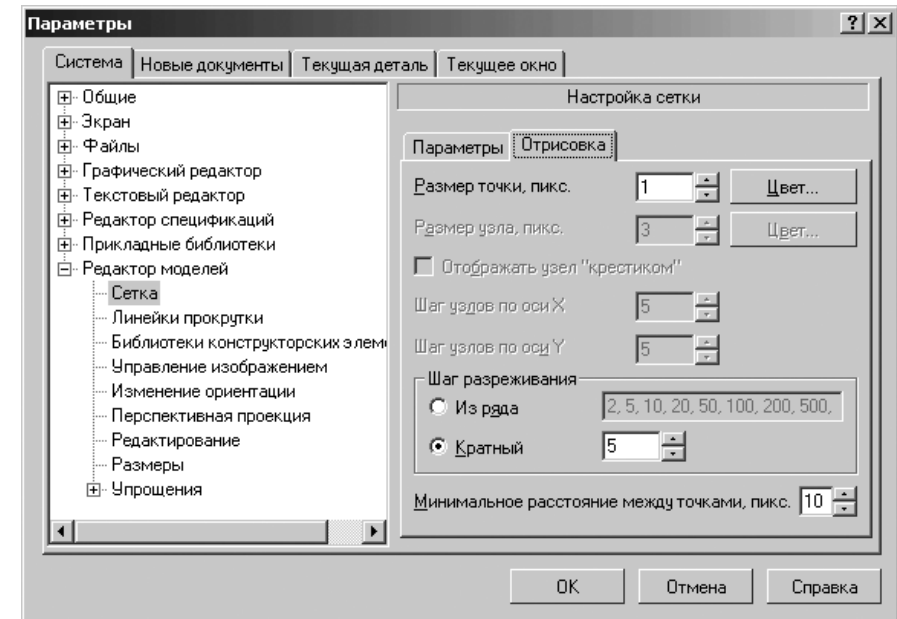 Параметры
Система Новые документы Текущая деталь Текущее окно
Общие
Экран
Файлы
Графический редактор
Текстовый редактор
Редактор спецификаций
Прикладные библиотеки
Редактор моделей
Сетка
Линейки прокрутки
Библиотеки конструкторских элем
Управление изображением
Изменение ориентации
Перспективная проекция
Редактирование
Размеры
Упрощения
Настройка сетки
Параметры Отрисовка
Размер точки, пикс. 1 Цвет...
Размер узла, пикс. 3 Цвет...
Отображать узел "крестиком"
Шаг узлов по оси X 5
Шаг узлов по оси Y 5
Шаг разреживания
Из ряда 2, 5, 10, 20, 50, 100, 200, 500,
Кратный 5
Минимальное расстояние между точками, пикс. 10
OK Отмена Справка